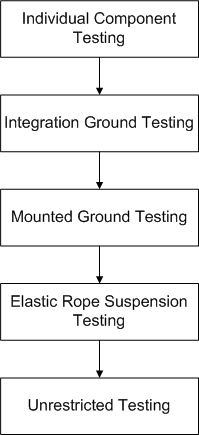 Individual Component
Testing
Integration Ground Testing
Mounted Ground Testing
Elastic Rope Suspension
Testing
Unrestricted Testing